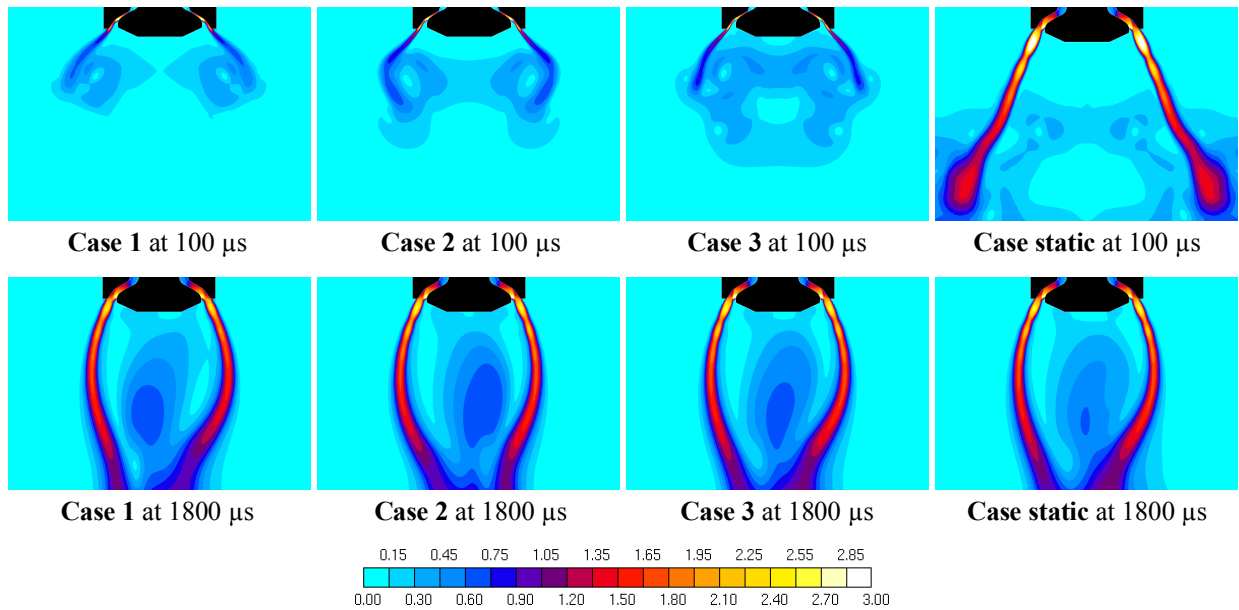 Case 1 at 100 µs Case 2 at 100 µs Case 3 at 100 µs Case static at 100 µs
Case 1 at 1800 µs Case 2 at 1800 µs Case 3 at 1800 µs Case static at 1800 µs
0.15 0.45 0.75 1.05 1.35 1.65 1.95 2.25 2.55 2.85
0.00 0.30 0.60 0.90 1.20 1.50 1.80 2.10 2.40 2.70 3.00